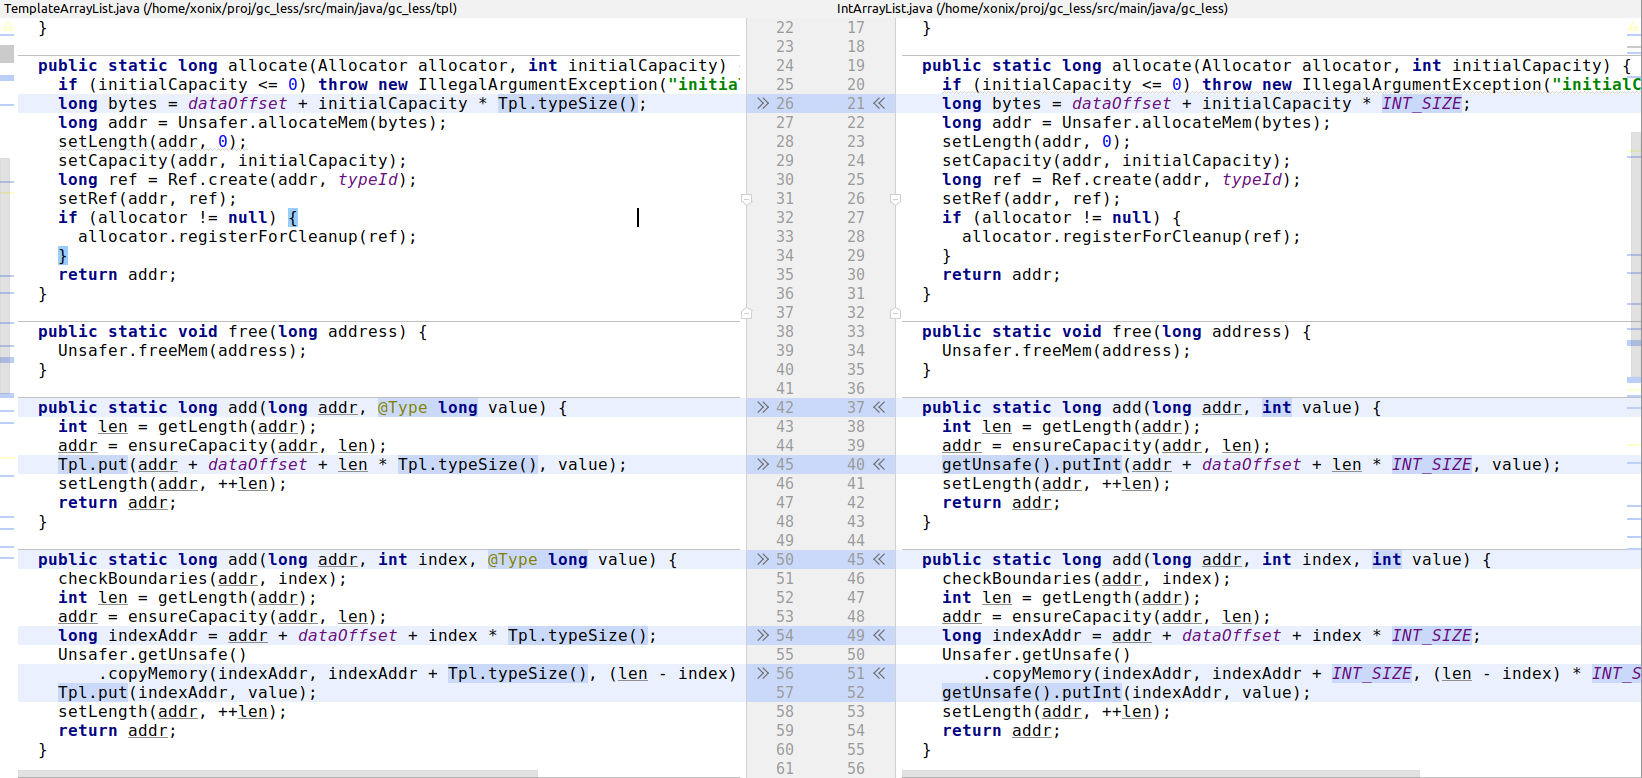 TemplateArrayList.java (/home/xonix/proj/gc_less/src/main/java/gc_less/tpl)
}
public static long allocate(Allocator allocator, int initialCapacity)
if (initialCapacity <= 0) throw new IllegalArgumentException("initia
long bytes = dataOffset + initialCapacity * Tpl.typeSize();
long addr = Unsafer.allocateMem(bytes);
setLength(addr, 0);
setCapacity(addr, initialCapacity);
long ref = Ref.create(addr, typeId);
setRef(addr, ref);
if (allocator != null) {
allocator.registerForCleanup(ref);
}
return addr;
}
public static void free(long address) {
Unsafer.freeMem(address);
}
public static long add(long addr, @Type long value) {
int len = getLength(addr);
addr = ensureCapacity(addr, len);
Tpl.put(addr + dataOffset + len * Tpl.typeSize(), value);
setLength(addr, ++len);
return addr;
}
public static long add(long addr, int index, @Type long value) {
checkBoundaries(addr, index);
int len = getLength(addr);
addr = ensureCapacity(addr, len);
long indexAddr = addr + dataOffset + index * Tpl.typeSize();
Unsafer.getUnsafe()
.copyMemory(indexAddr, indexAddr + Tpl.typeSize(), (len - index)
Tpl.put(indexAddr, value);
setLength(addr, ++len);
return addr;
}
22 17
23 18
24 19
25 20
>> 26 21 <<
27 22
28 23
29 24
30 25
31 26
32 27
33 28
34 29
35 30
36 31
37 32
38 33
39 34
40 35
41 36
>> 42 37 <<
43 38
44 39
>> 45 40 <<
46 41
47 42
48 43
49 44
>> 50 45 <<
51 46
52 47
53 48
>> 54 49 <<
55 50
>> 56 51 <<
57 52
58 53
59 54
60 55
61 56
IntArrayList.java (/home/xonix/proj/gc_less/src/main/java/gc_less)
}
public static long allocate(Allocator allocator, int initialCapacity) {
if (initialCapacity <= 0) throw new IllegalArgumentException("initialC
long bytes = dataOffset + initialCapacity * INT_SIZE;
long addr = Unsafer.allocateMem(bytes);
setLength(addr, 0);
setCapacity(addr, initialCapacity);
long ref = Ref.create(addr, typeId);
setRef(addr, ref);
if (allocator != null) {
allocator.registerForCleanup(ref);
}
return addr;
}
public static void free(long address) {
Unsafer.freeMem(address);
}
public static long add(long addr, int value) {
int len = getLength(addr);
addr = ensureCapacity(addr, len);
getUnsafe().putInt(addr + dataOffset + len * INT_SIZE, value);
setLength(addr, ++len);
return addr;
}
public static long add(long addr, int index, int value) {
checkBoundaries(addr, index);
int len = getLength(addr);
addr = ensureCapacity(addr, len);
long indexAddr = addr + dataOffset + index * INT_SIZE;
Unsafer.getUnsafe()
.copyMemory(indexAddr, indexAddr + INT_SIZE, (len - index) * INT_S
getUnsafe().putInt(indexAddr, value);
setLength(addr, ++len);
return addr;
}